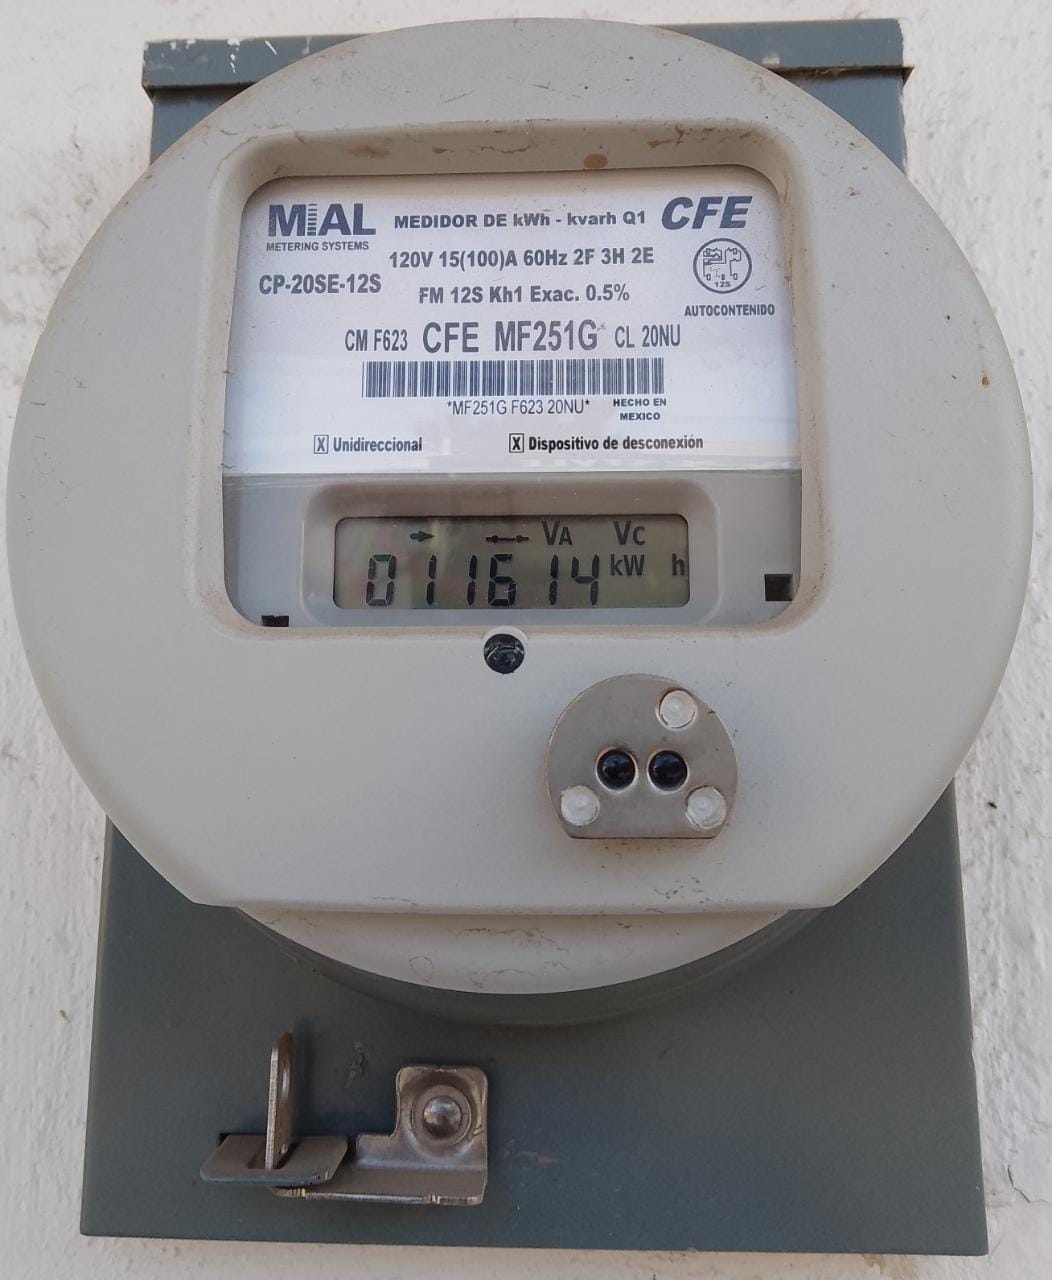 MIAL
METERING SYSTEMS
MEDIDOR DE kWh - kvarh Q1
CFE
120V 15(100)A 60Hz 2F 3H 2E
CP-20SE-12S
FM 12S Kh1 Exac. 0.5%
12S
AUTOCONTENIDO
CM F623 CFE MF251G CL 20NU
*MF251G F623 20NU*
HECHO EN
MEXICO
X Unidireccional
X Dispositivo de desconexión
VA VC
011614 kW h